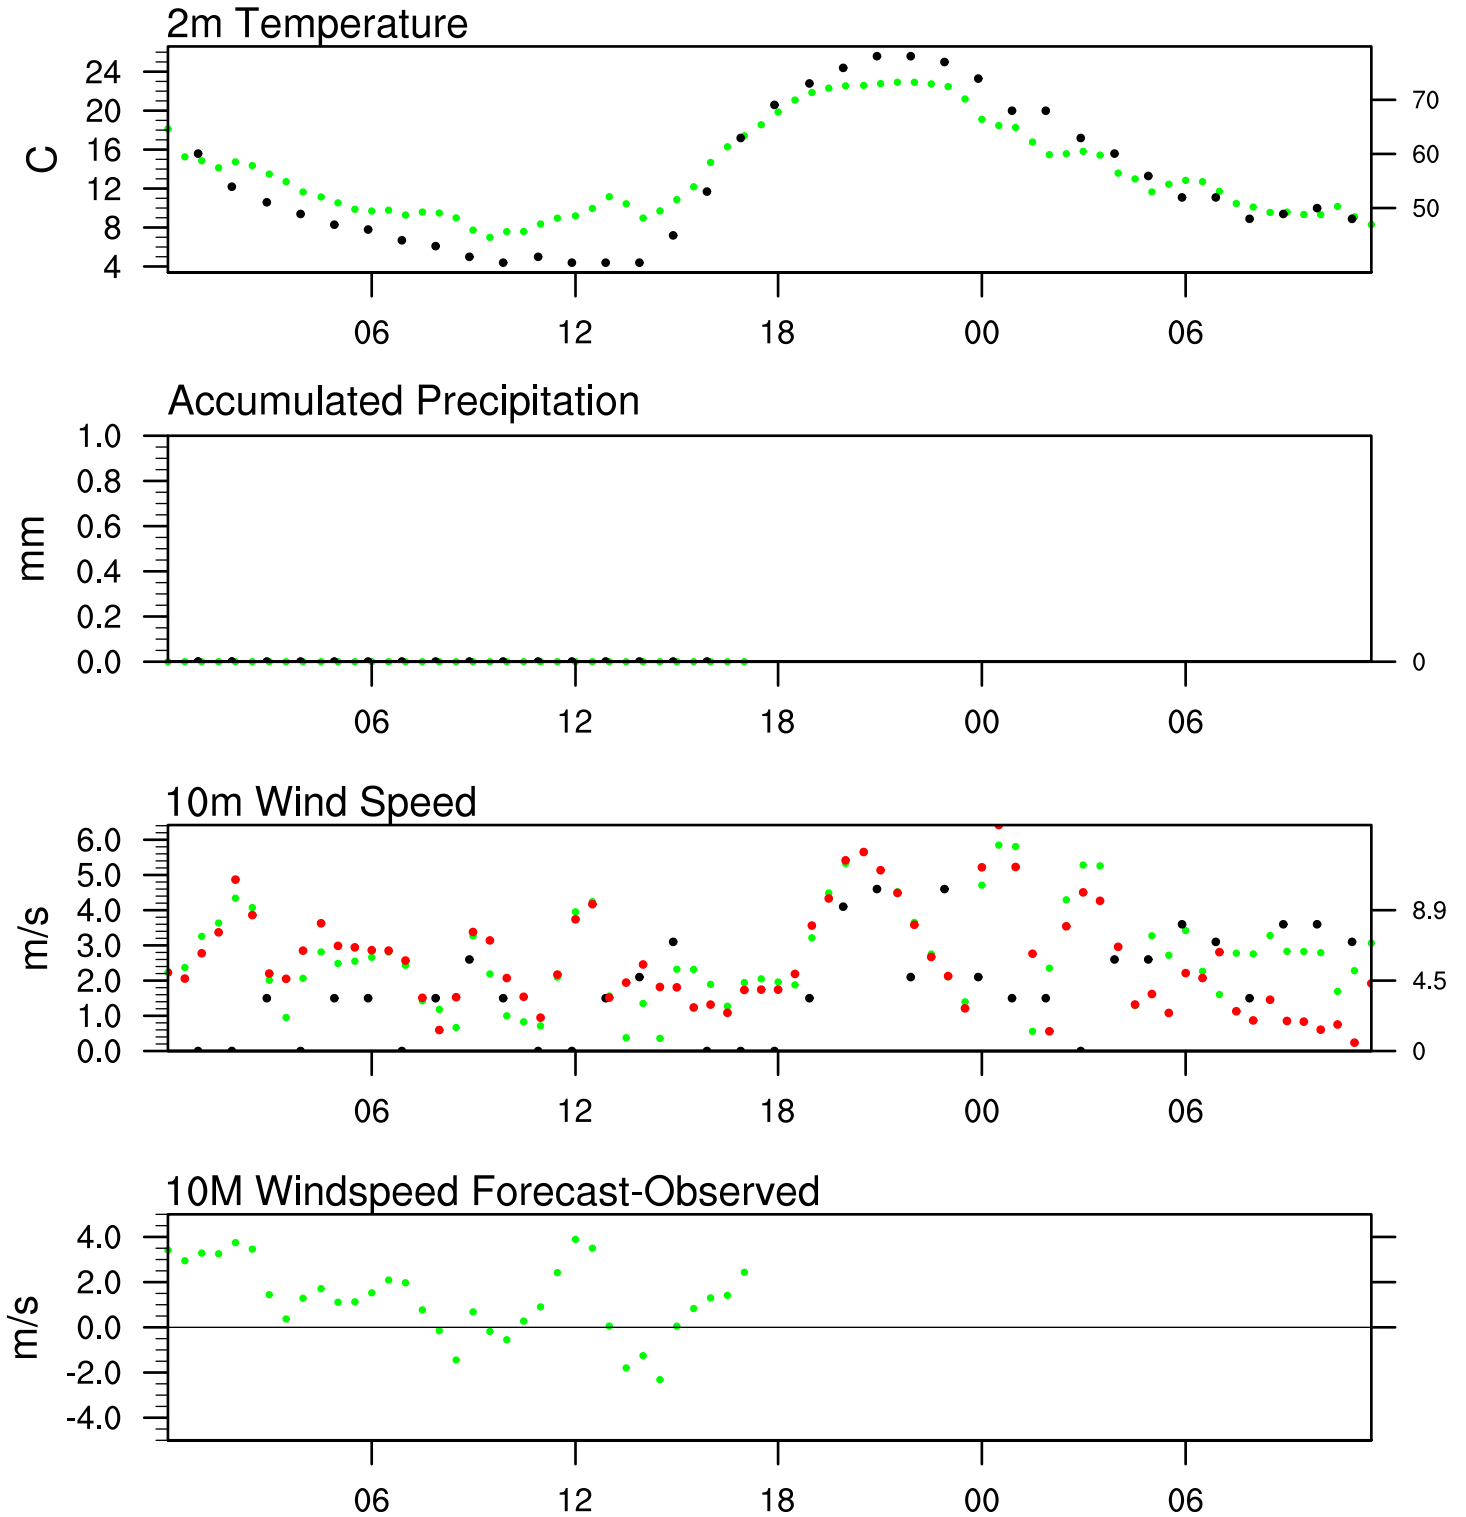 2m Temperature
24
20
16
12
8
4
C
70
60
50
06 12 18 00 06
Accumulated Precipitation
1.0
0.8
0.6
0.4
0.2
0.0
mm
0
06 12 18 00 06
10m Wind Speed
6.0
5.0
4.0
3.0
2.0
1.0
0.0
m/s
8.9
4.5
0
06 12 18 00 06
10M Windspeed Forecast-Observed
4.0
2.0
0.0
-2.0
-4.0
m/s
06 12 18 00 06